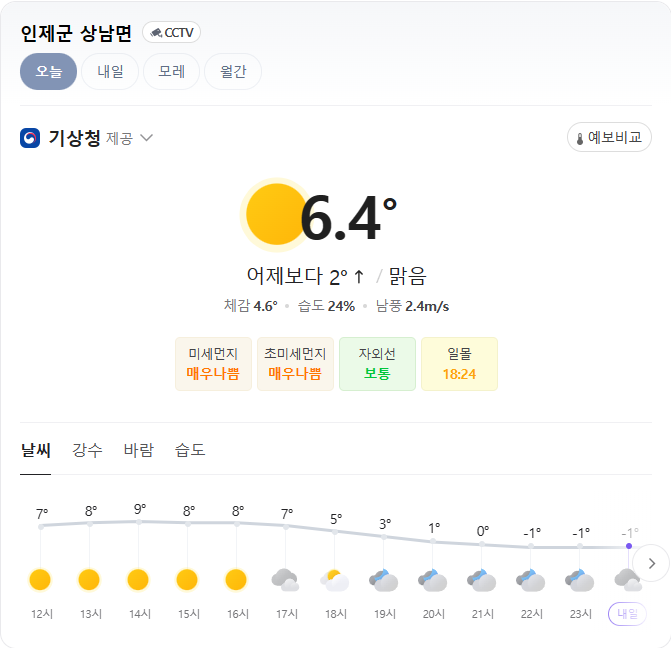 인제군 상남면 CCTV
오늘 내일 모레 월간
기상청 제공 예보비교
6.4°
어제보다 2° ↑ / 맑음
체감 4.6° • 습도 24% • 남풍 2.4m/s
미세먼지 초미세먼지 자외선 일몰
매우나쁨 매우나쁨 보통 18:24
날씨 강수 바람 습도
7° 8° 9° 8° 8° 7° 5° 3° 1° 0° -1° -1° -1°
12시 13시 14시 15시 16시 17시 18시 19시 20시 21시 22시 23시 내일